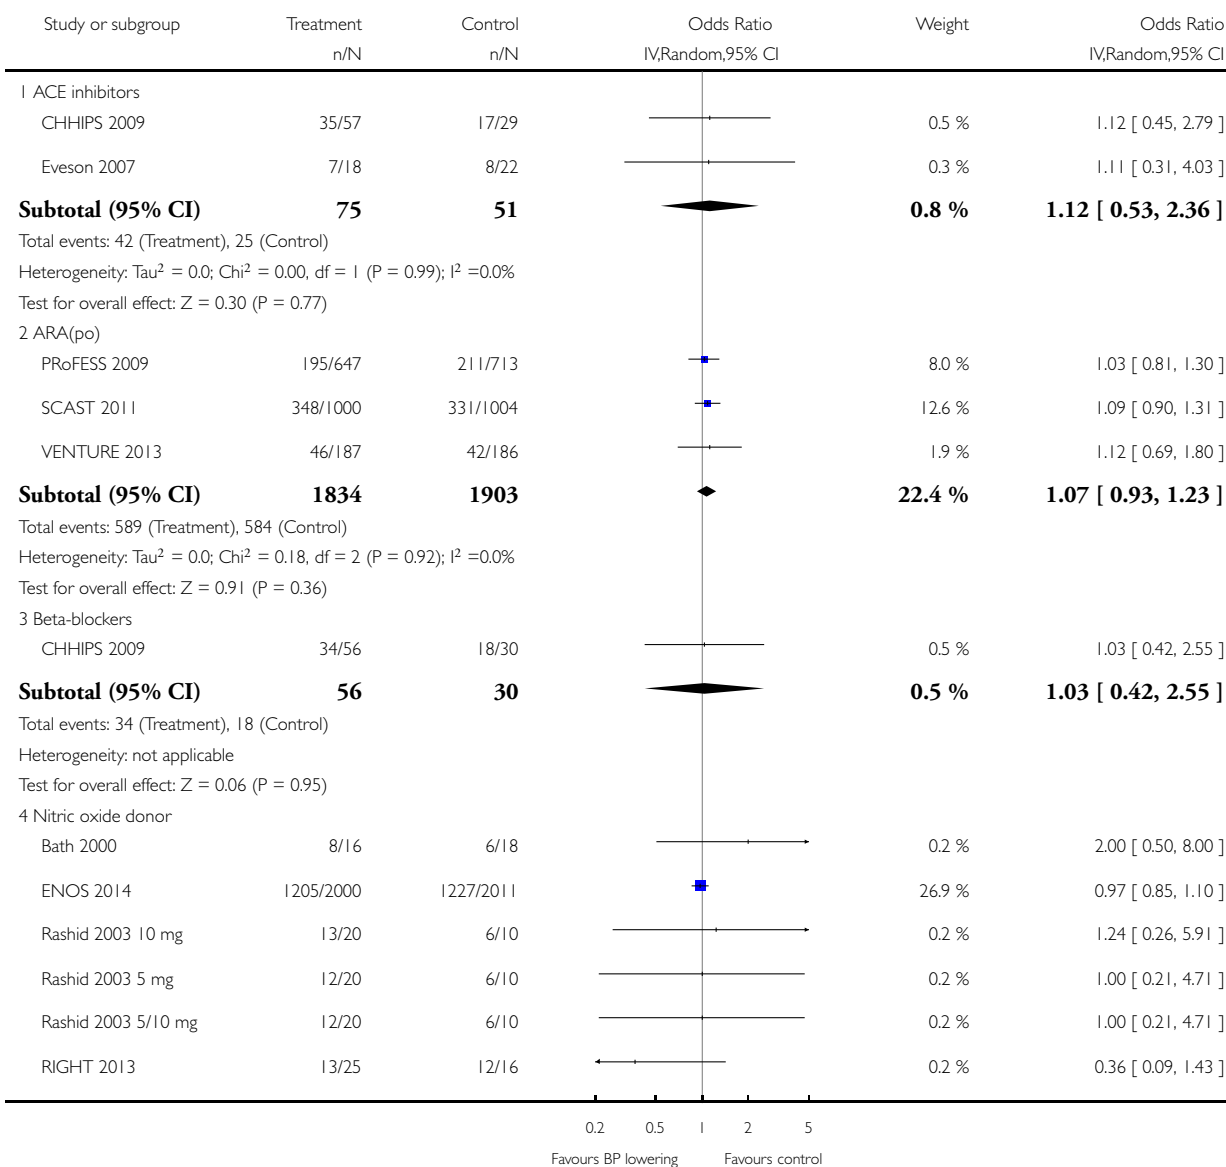 Study or subgroup Treatment Control Odds Ratio Weight Odds Ratio
n/N n/N IV,Random,95% CI IV,Random,95% CI
1 ACE inhibitors
CHHIPS 2009 35/57 17/29 0.5 % 1.12 [ 0.45, 2.79 ]
Eveson 2007 7/18 8/22 0.3 % 1.11 [ 0.31, 4.03 ]
Subtotal (95% CI) 75 51 0.8 % 1.12 [ 0.53, 2.36 ]
Total events: 42 (Treatment), 25 (Control)
Heterogeneity: Tau² = 0.0; Chi² = 0.00, df = 1 (P = 0.99); I² =0.0%
Test for overall effect: Z = 0.30 (P = 0.77)
2 ARA(po)
PRoFESS 2009 195/647 211/713 8.0 % 1.03 [ 0.81, 1.30 ]
SCAST 2011 348/1000 331/1004 12.6 % 1.09 [ 0.90, 1.31 ]
VENTURE 2013 46/187 42/186 1.9 % 1.12 [ 0.69, 1.80 ]
Subtotal (95% CI) 1834 1903 22.4 % 1.07 [ 0.93, 1.23 ]
Total events: 589 (Treatment), 584 (Control)
Heterogeneity: Tau² = 0.0; Chi² = 0.18, df = 2 (P = 0.92); I² =0.0%
Test for overall effect: Z = 0.91 (P = 0.36)
3 Beta-blockers
CHHIPS 2009 34/56 18/30 0.5 % 1.03 [ 0.42, 2.55 ]
Subtotal (95% CI) 56 30 0.5 % 1.03 [ 0.42, 2.55 ]
Total events: 34 (Treatment), 18 (Control)
Heterogeneity: not applicable
Test for overall effect: Z = 0.06 (P = 0.95)
4 Nitric oxide donor
Bath 2000 8/16 6/18 0.2 % 2.00 [ 0.50, 8.00 ]
ENOS 2014 1205/2000 1227/2011 26.9 % 0.97 [ 0.85, 1.10 ]
Rashid 2003 10 mg 13/20 6/10 0.2 % 1.24 [ 0.26, 5.91 ]
Rashid 2003 5 mg 12/20 6/10 0.2 % 1.00 [ 0.21, 4.71 ]
Rashid 2003 5/10 mg 12/20 6/10 0.2 % 1.00 [ 0.21, 4.71 ]
RIGHT 2013 13/25 12/16 0.2 % 0.36 [ 0.09, 1.43 ]
0.2 0.5 1 2 5
Favours BP lowering Favours control